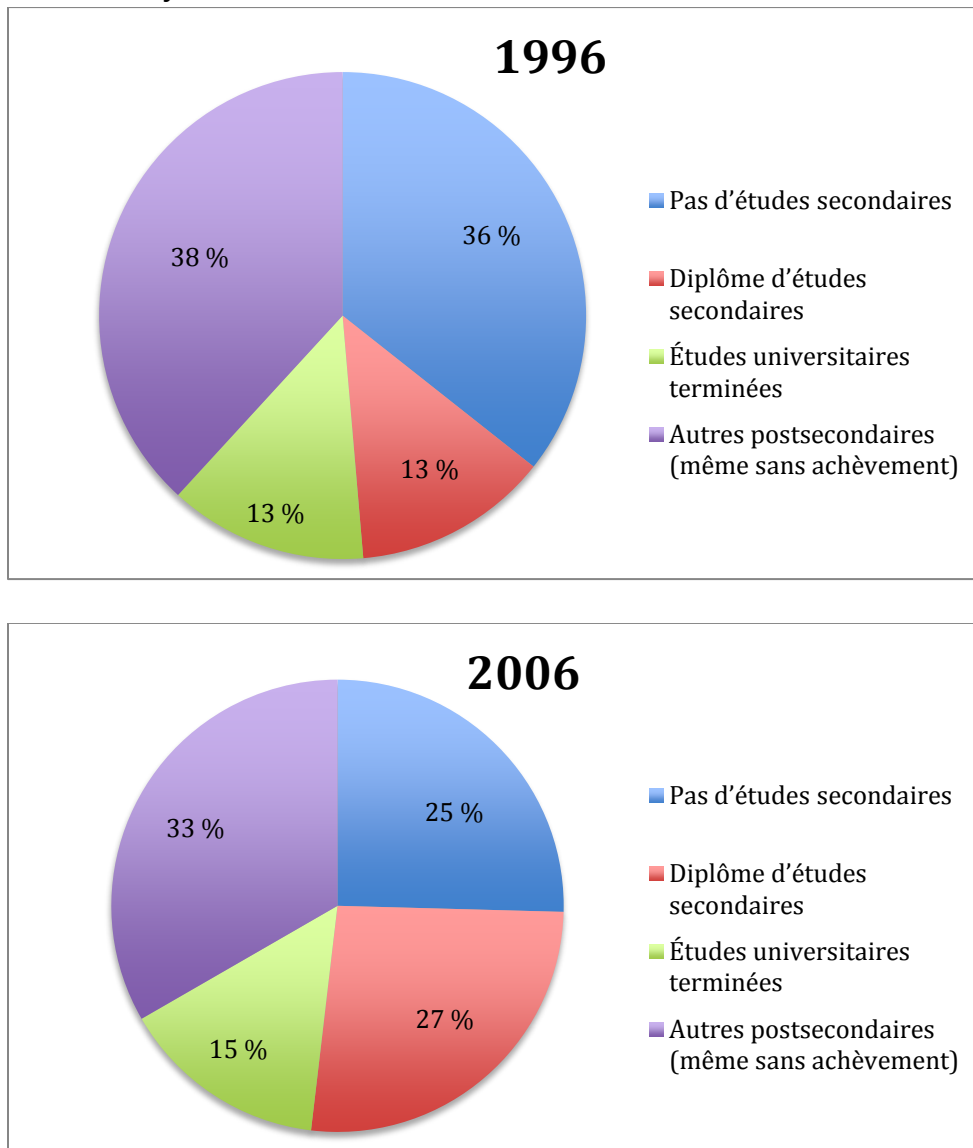 1996
36 %
13 %
13 %
38 %
Pas d’études secondaires
Diplôme d’études
secondaires
Études universitaires
terminées
Autres postsecondaires
(même sans achèvement)
2006
25 %
27 %
15 %
33 %
Pas d’études secondaires
Diplôme d’études
secondaires
Études universitaires
terminées
Autres postsecondaires
(même sans achèvement)